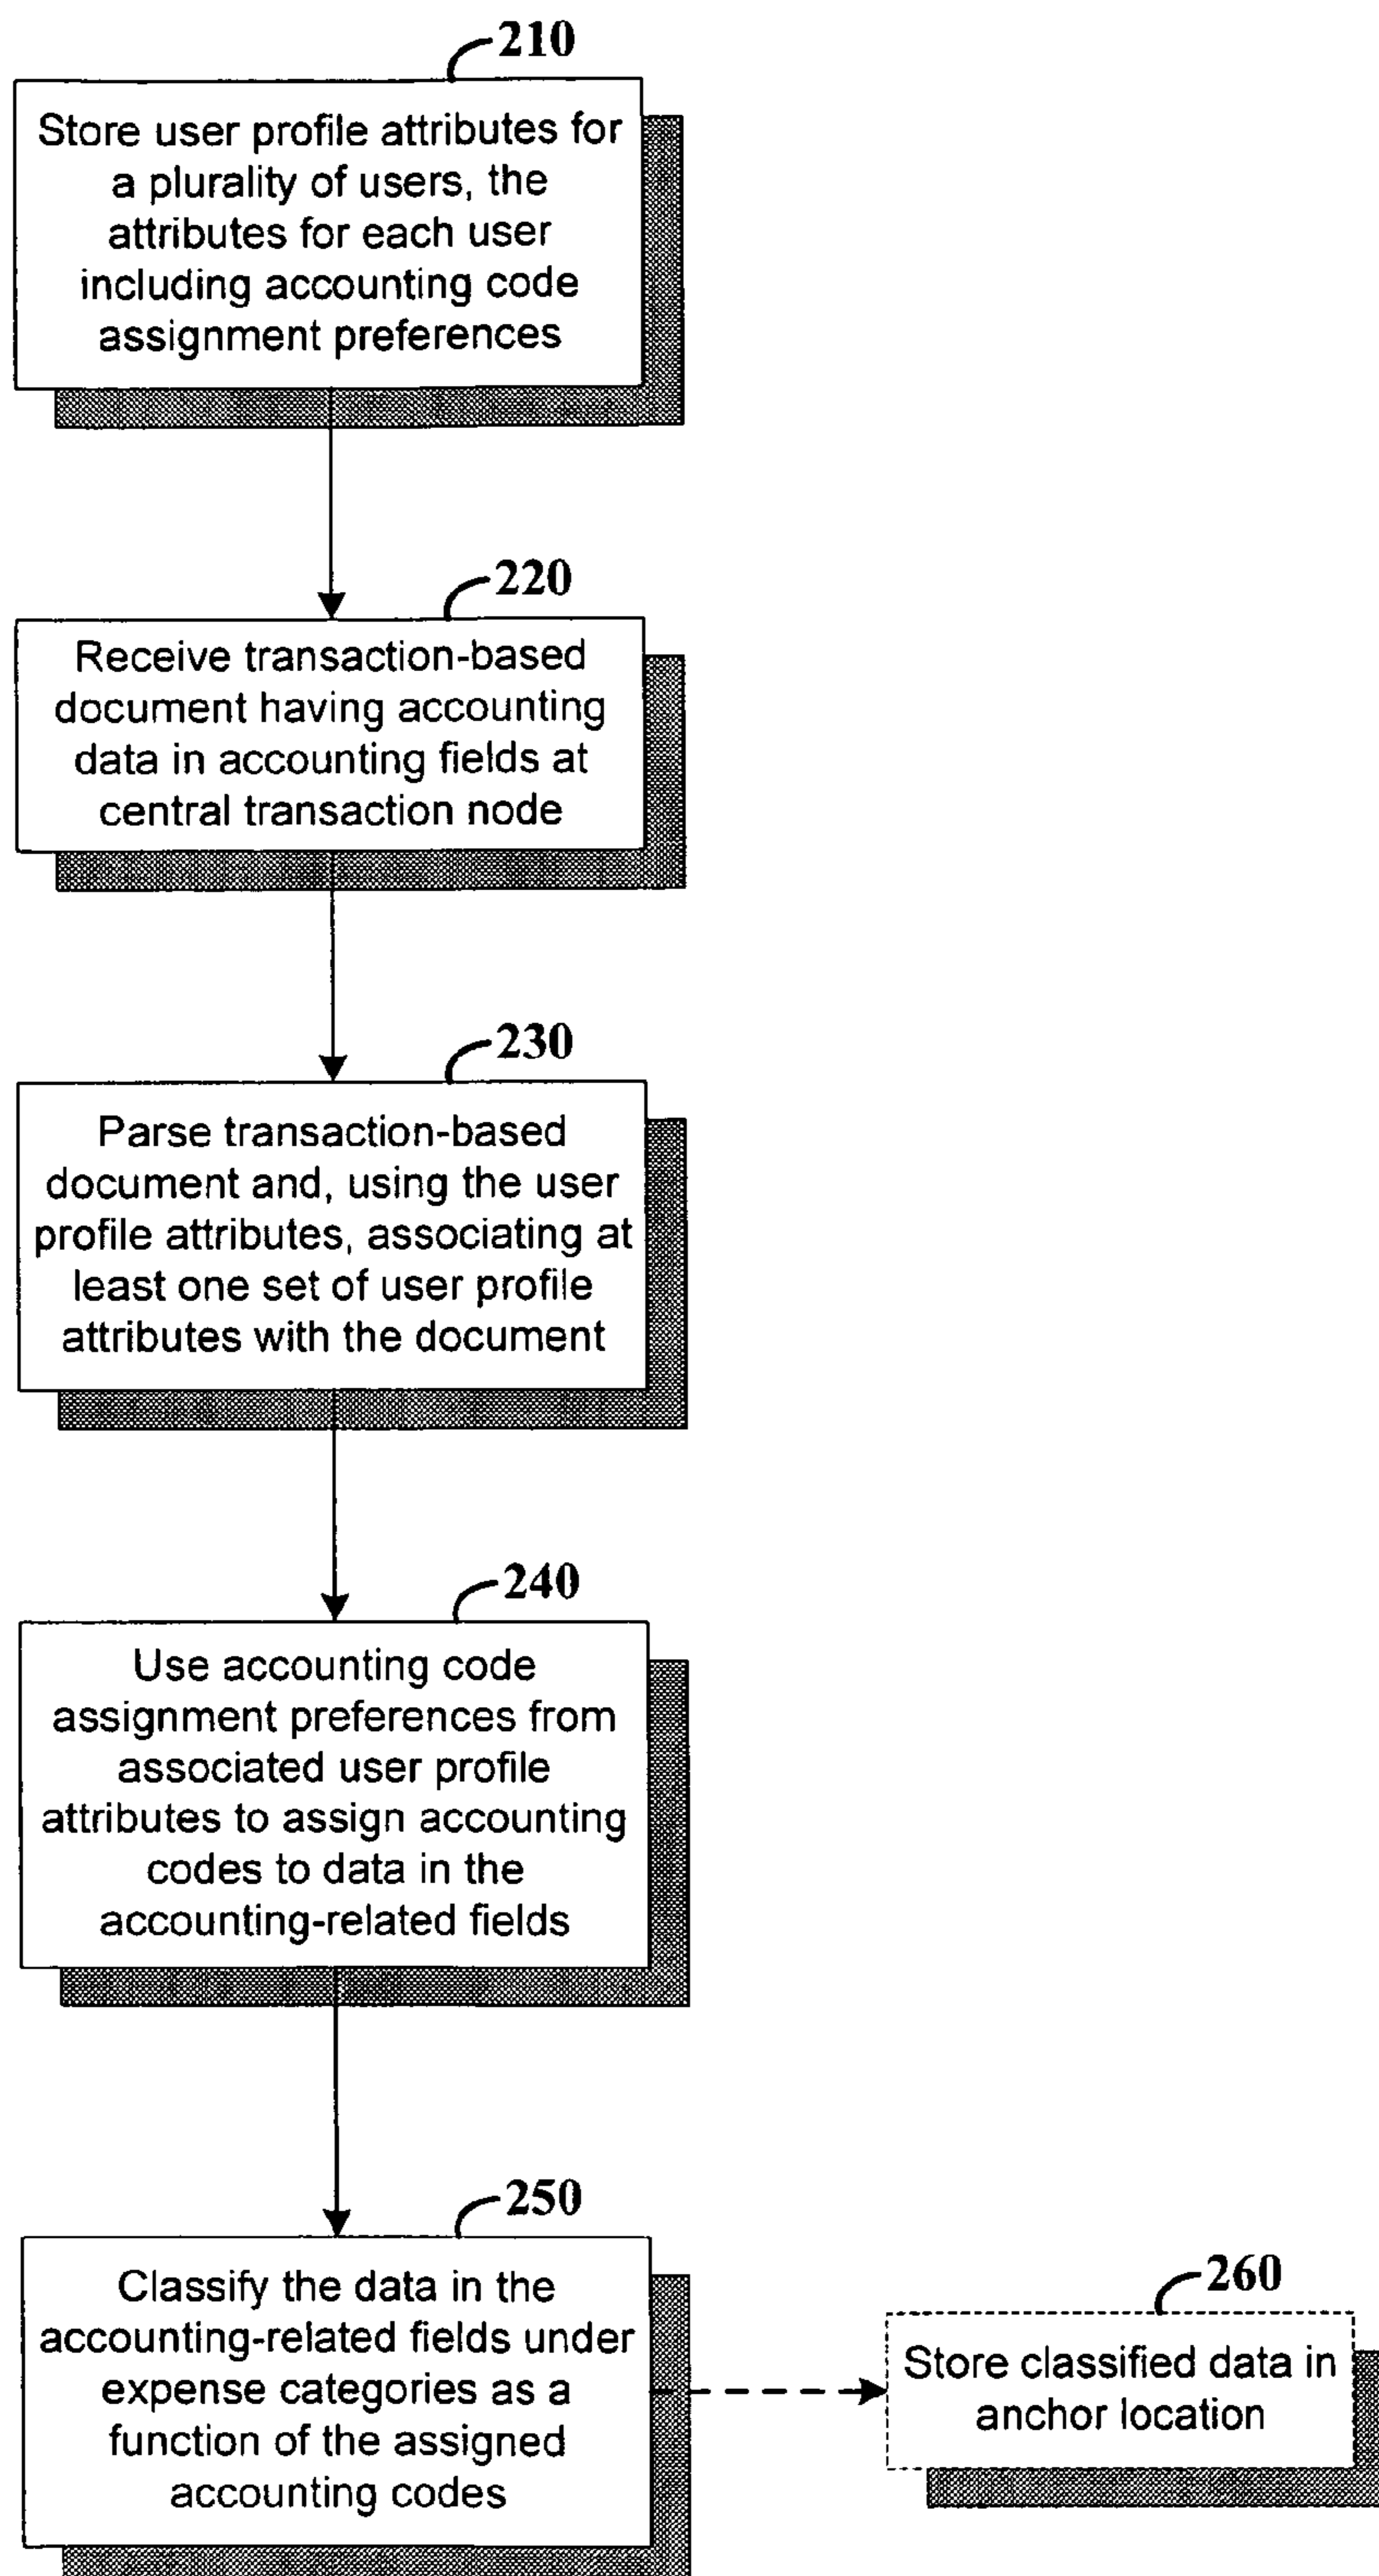 210
Store user profile attributes for
a plurality of users, the
attributes for each user
including accounting code
assignment preferences
220
Receive transaction-based
document having accounting
data in accounting fields at
central transaction node
230
Parse transaction-based
document and, using the user
profile attributes, associating at
least one set of user profile
attributes with the document
240
Use accounting code
assignment preferences from
associated user profile
attributes to assign accounting
codes to data in the
accounting-related fields
250
Classify the data in the
accounting-related fields under
expense categories as a
function of the assigned
accounting codes
260
Store classified data in
anchor location